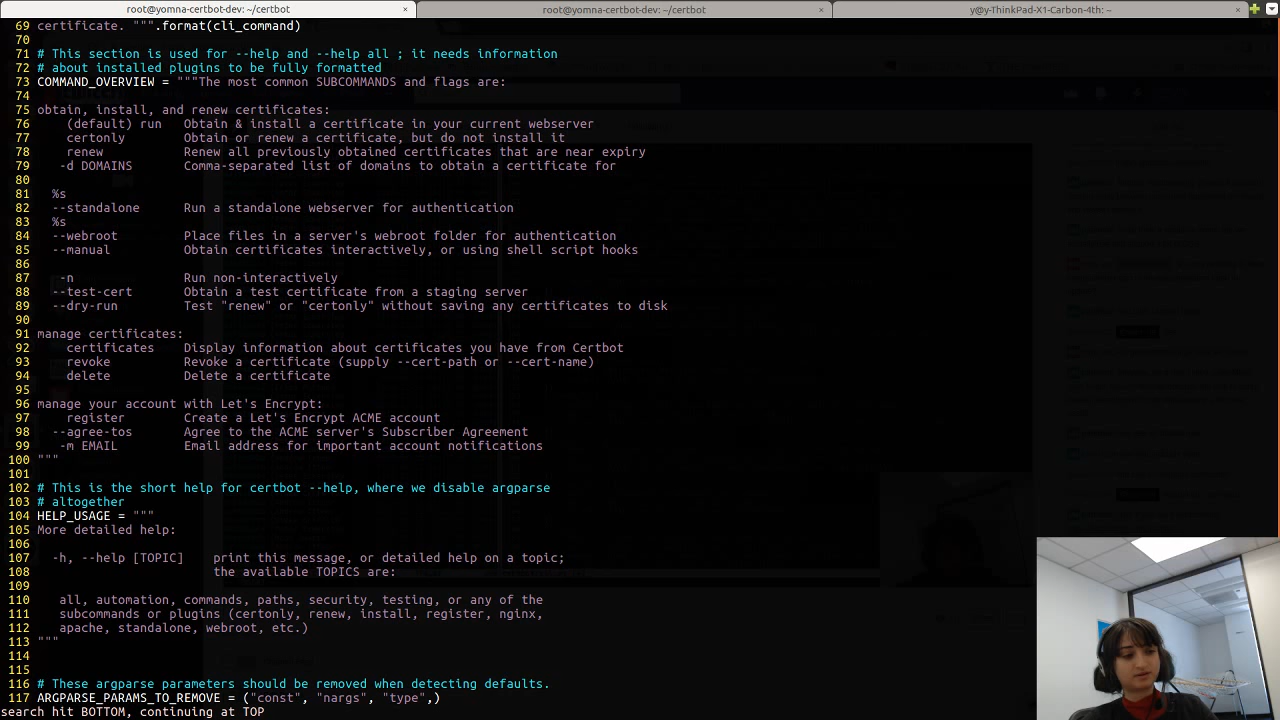 root@yomna-certbot-dev: ~/certbot × root@yomna-certbot-dev: ~/certbot × y@y-ThinkPad-X1-Carbon-4th: ~ ×
69 certificate. """.format(cli_command)
70
71 # This section is used for --help and --help all ; it needs information
72 # about installed plugins to be fully formatted
73 COMMAND_OVERVIEW = """The most common SUBCOMMANDS and flags are:
74
75 obtain, install, and renew certificates:
76     (default) run   Obtain & install a certificate in your current webserver
77     certonly        Obtain or renew a certificate, but do not install it
78     renew           Renew all previously obtained certificates that are near expiry
79    -d DOMAINS       Comma-separated list of domains to obtain a certificate for
80
81   %s
82   --standalone      Run a standalone webserver for authentication
83   %s
84   --webroot         Place files in a server's webroot folder for authentication
85   --manual          Obtain certificates interactively, or using shell script hooks
86
87    -n               Run non-interactively
88   --test-cert       Obtain a test certificate from a staging server
89   --dry-run         Test "renew" or "certonly" without saving any certificates to disk
90
91 manage certificates:
92     certificates    Display information about certificates you have from Certbot
93     revoke          Revoke a certificate (supply --cert-path or --cert-name)
94     delete          Delete a certificate
95
96 manage your account with Let's Encrypt:
97     register        Create a Let's Encrypt ACME account
98   --agree-tos       Agree to the ACME server's Subscriber Agreement
99    -m EMAIL         Email address for important account notifications
100 """
101
102 # This is the short help for certbot --help, where we disable argparse
103 # altogether
104 HELP_USAGE = """
105 More detailed help:
106
107   -h, --help [TOPIC]    print this message, or detailed help on a topic;
108                         the available TOPICS are:
109
110    all, automation, commands, paths, security, testing, or any of the
111    subcommands or plugins (certonly, renew, install, register, nginx,
112    apache, standalone, webroot, etc.)
113 """
114
115
116 # These argparse parameters should be removed when detecting defaults.
117 ARGPARSE_PARAMS_TO_REMOVE = ("const", "nargs", "type",)
search hit BOTTOM, continuing at TOP